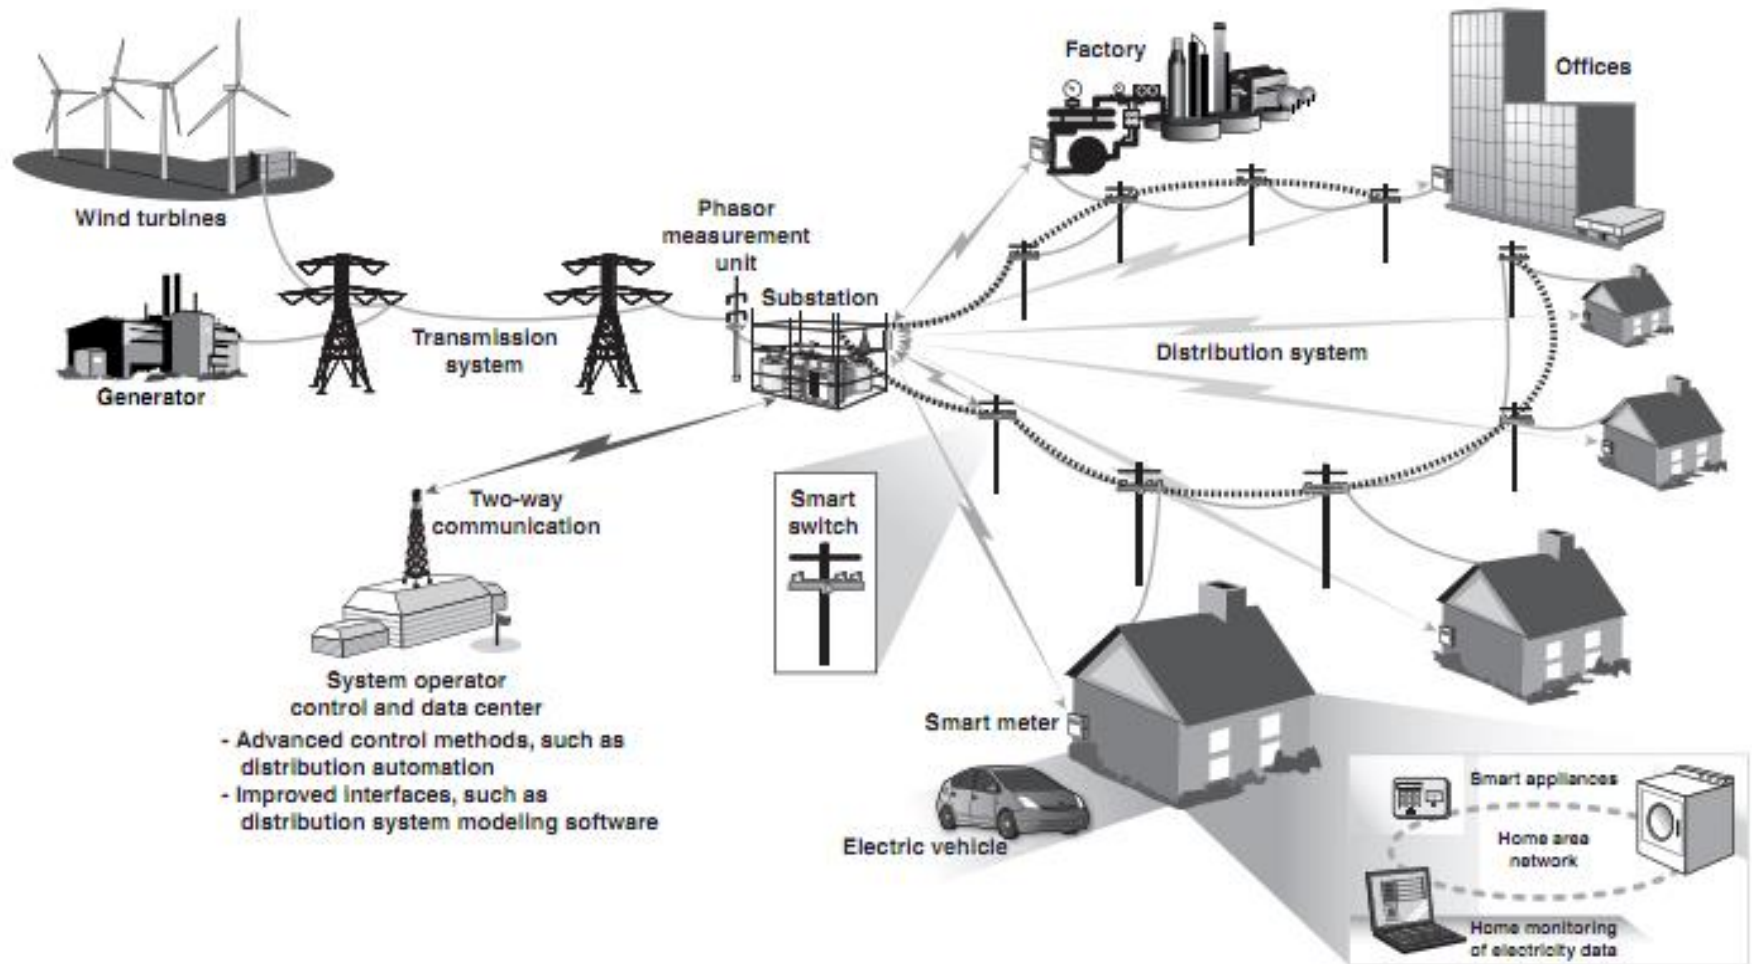 Factory
Offices
Wind turbines
Phasor
measurement
unit
Substation
Transmission
system
Distribution system
Generator
Two-way
communication
Smart
switch
System operator
control and data center
- Advanced control methods, such as
distribution automation
- Improved interfaces, such as
distribution system modeling software
Smart meter
Electric vehicle
Smart appliances
Home area
network
Home monitoring
of electricity data